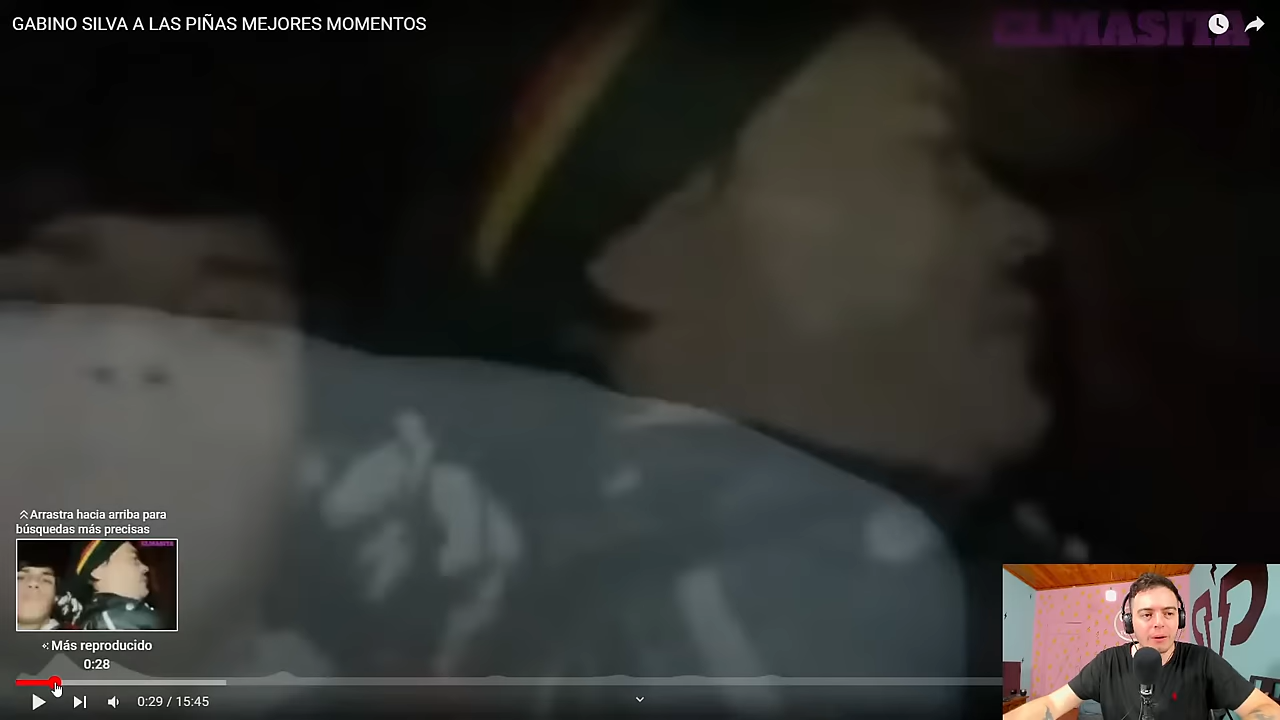 GABINO SILVA A LAS PIÑAS MEJORES MOMENTOS
ELMASITA
Arrastra hacia arriba para
búsquedas más precisas
Más reproducido
0:28
0:29 / 15:45